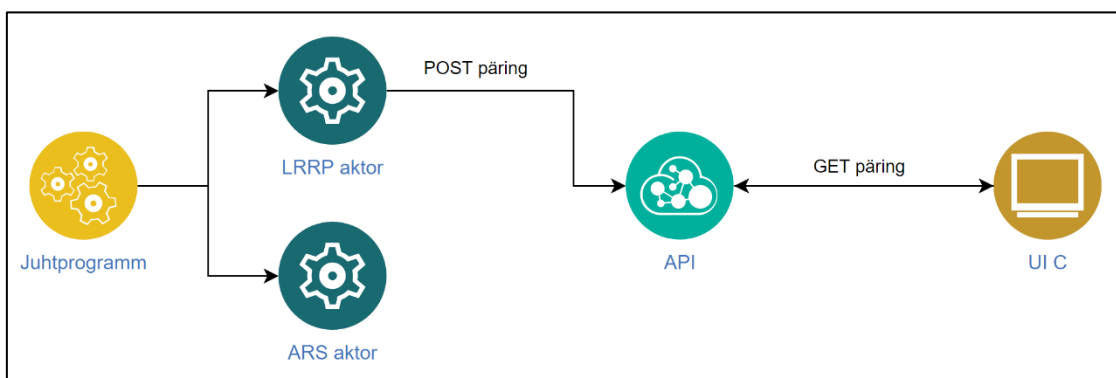 POST päring
LRRP aktor
GET päring
Juhtprogramm
API
UI C
ARS aktor